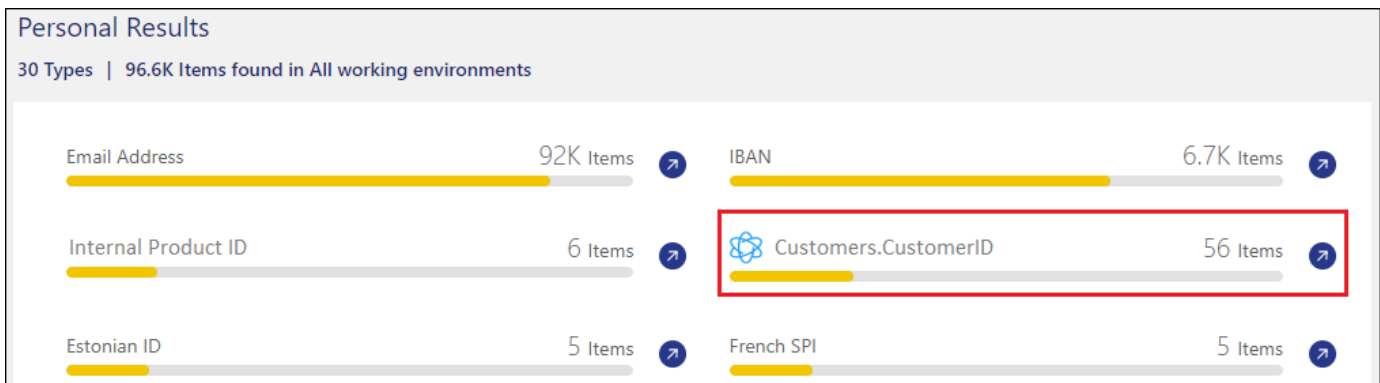 Personal Results
30 Types | 96.6K Items found in All working environments
Email Address 92K Items
IBAN 6.7K Items
Internal Product ID 6 Items
Customers.CustomerID 56 Items
Estonian ID 5 Items
French SPI 5 Items